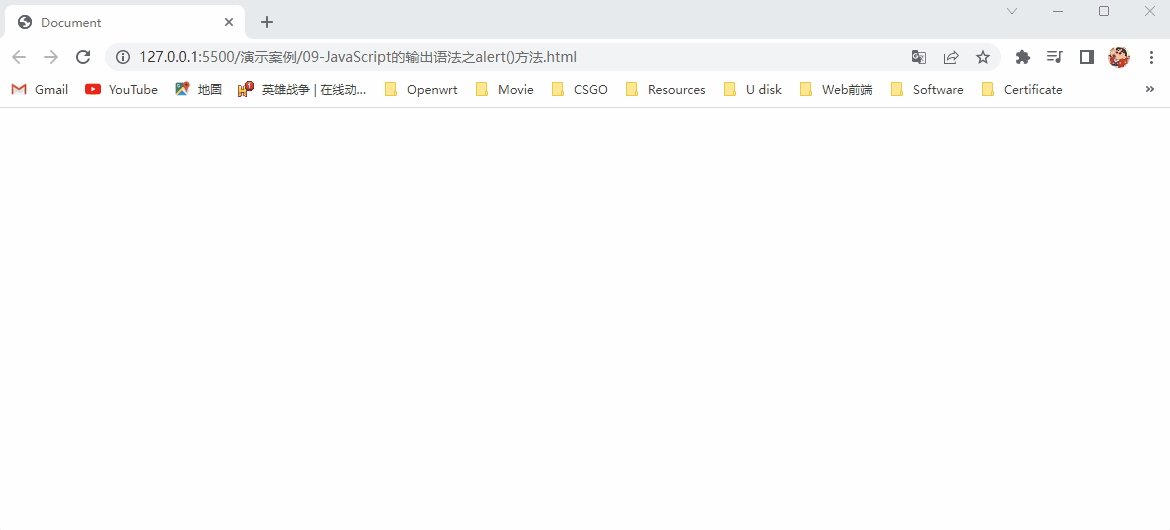 Document
127.0.0.1:5500/演示案例/09-JavaScript的输出语法之alert()方法.html
Gmail YouTube 地圖 英雄战争 | 在线动... Openwrt Movie CSGO Resources U disk Web前端 Software Certificate »